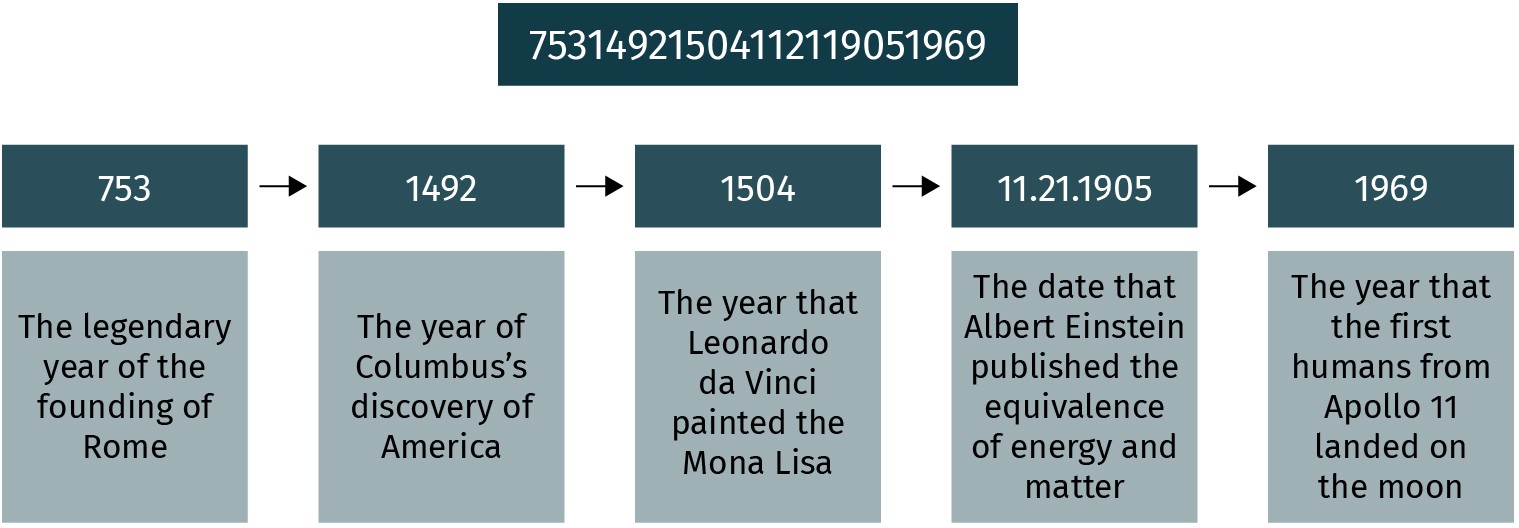 75314921504112119051969
753
1492
1504
11.21.1905
1969
The legendary
year of the
founding of
Rome
The year of
Columbus’s
discovery of
America
The year that
Leonardo
da Vinci
painted the
Mona Lisa
The date that
Albert Einstein
published the
equivalence
of energy and
matter
The year that
the first
humans from
Apollo 11
landed on
the moon